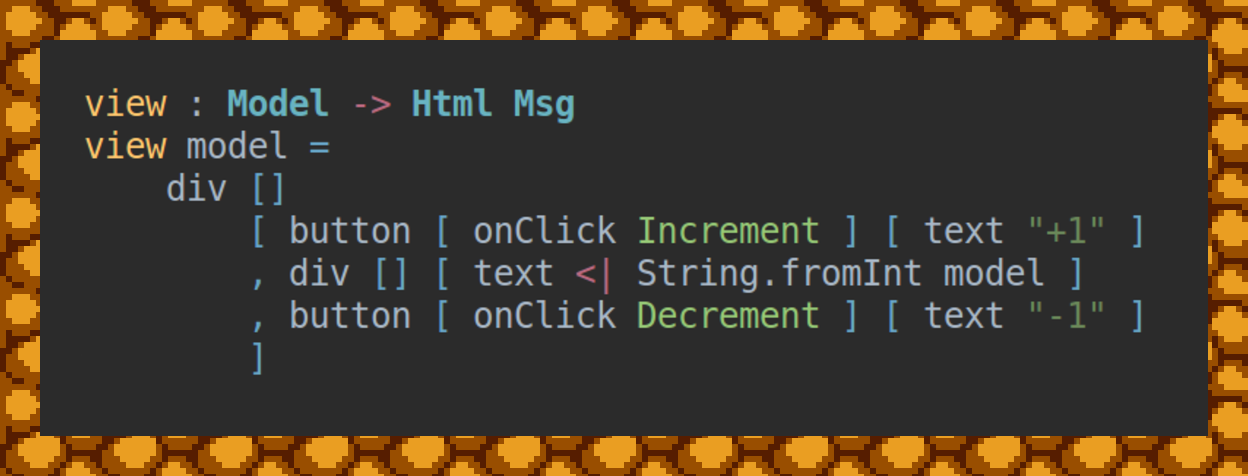 view : Model -> Html Msg
view model =
    div []
        [ button [ onClick Increment ] [ text "+1" ]
        , div [] [ text <| String.fromInt model ]
        , button [ onClick Decrement ] [ text "-1" ]
        ]